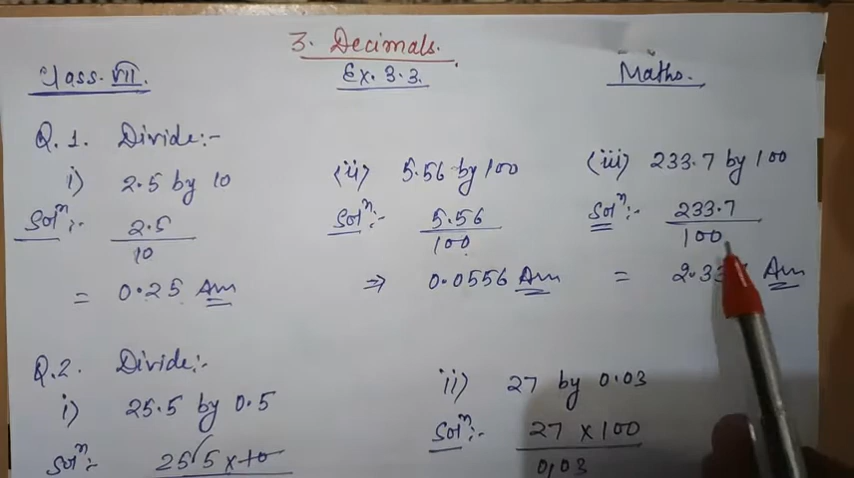 3. Decimals.
Class. VII. Ex. 3.3. Maths.
Q.1. Divide:-
i) 2.5 by 10 (ii) 5.56 by 100 (iii) 233.7 by 100
Solⁿ:- 2.5 Solⁿ:- 5.56 Solⁿ:- 233.7
10 100 100
= 0.25 Ans ⇒ 0.0556 Ans = Ans
Q.2. Divide:-
i) 25.5 by 0.5 ii) 27 by 0.03
Solⁿ:- 25.5 x 10 Solⁿ:- 27 x 100
0.03